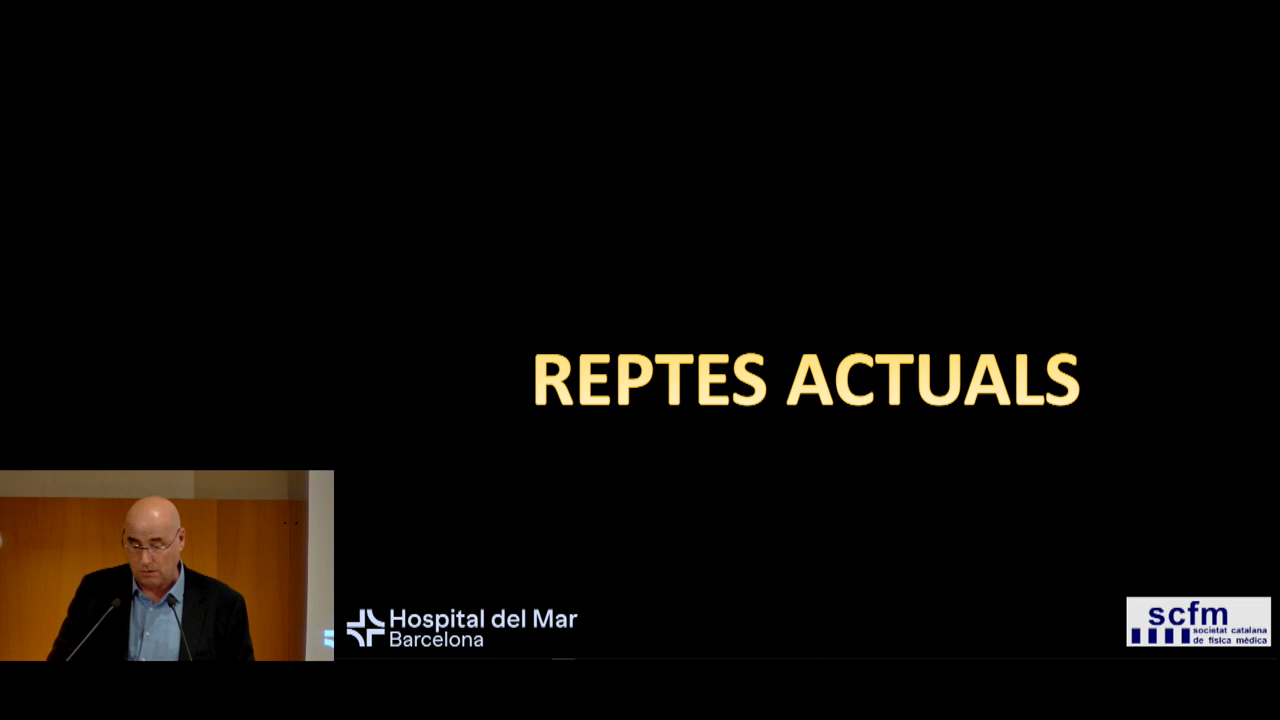 REPTES ACTUALS
Hospital del Mar
Barcelona
scfm
societat catalana
de física mèdica